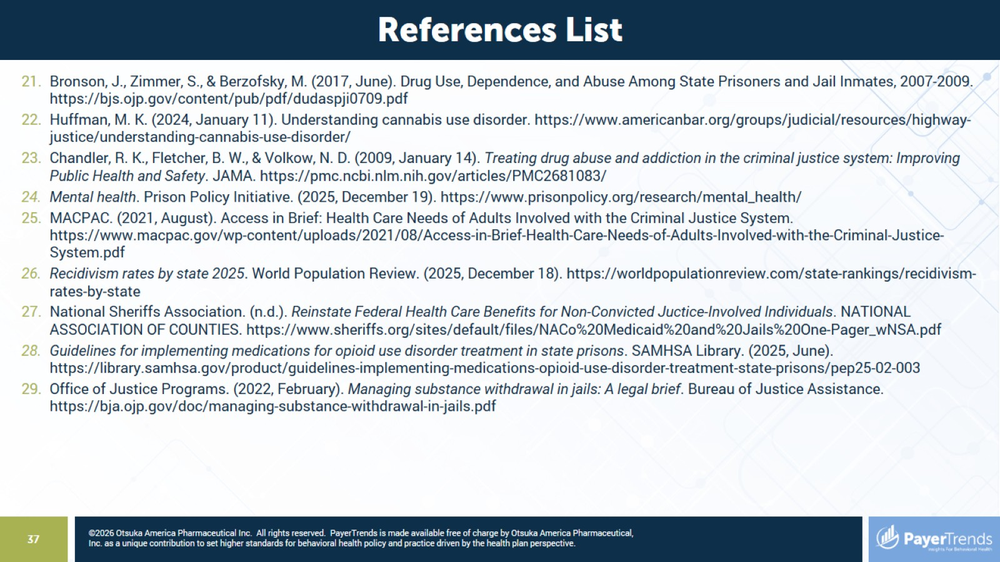 References List
21. Bronson, J., Zimmer, S., & Berzofsky, M. (2017, June). Drug Use, Dependence, and Abuse Among State Prisoners and Jail Inmates, 2007-2009.
https://bjs.ojp.gov/content/pub/pdf/dudaspji0709.pdf
22. Huffman, M. K. (2024, January 11). Understanding cannabis use disorder. https://www.americanbar.org/groups/judicial/resources/highway-
justice/understanding-cannabis-use-disorder/
23. Chandler, R. K., Fletcher, B. W., & Volkow, N. D. (2009, January 14). Treating drug abuse and addiction in the criminal justice system: Improving
Public Health and Safety. JAMA. https://pmc.ncbi.nlm.nih.gov/articles/PMC2681083/
24. Mental health. Prison Policy Initiative. (2025, December 19). https://www.prisonpolicy.org/research/mental_health/
25. MACPAC. (2021, August). Access in Brief: Health Care Needs of Adults Involved with the Criminal Justice System.
https://www.macpac.gov/wp-content/uploads/2021/08/Access-in-Brief-Health-Care-Needs-of-Adults-Involved-with-the-Criminal-Justice-
System.pdf
26. Recidivism rates by state 2025. World Population Review. (2025, December 18). https://worldpopulationreview.com/state-rankings/recidivism-
rates-by-state
27. National Sheriffs Association. (n.d.). Reinstate Federal Health Care Benefits for Non-Convicted Justice-Involved Individuals. NATIONAL
ASSOCIATION OF COUNTIES. https://www.sheriffs.org/sites/default/files/NACo%20Medicaid%20and%20Jails%20One-Pager_wNSA.pdf
28. Guidelines for implementing medications for opioid use disorder treatment in state prisons. SAMHSA Library. (2025, June).
https://library.samhsa.gov/product/guidelines-implementing-medications-opioid-use-disorder-treatment-state-prisons/pep25-02-003
29. Office of Justice Programs. (2022, February). Managing substance withdrawal in jails: A legal brief. Bureau of Justice Assistance.
https://bja.ojp.gov/doc/managing-substance-withdrawal-in-jails.pdf
37
©2026 Otsuka America Pharmaceutical Inc. All rights reserved. PayerTrends is made available free of charge by Otsuka America Pharmaceutical,
Inc. as a unique contribution to set higher standards for behavioral health policy and practice driven by the health plan perspective.
PayerTrends
Insights For Behavioral Health